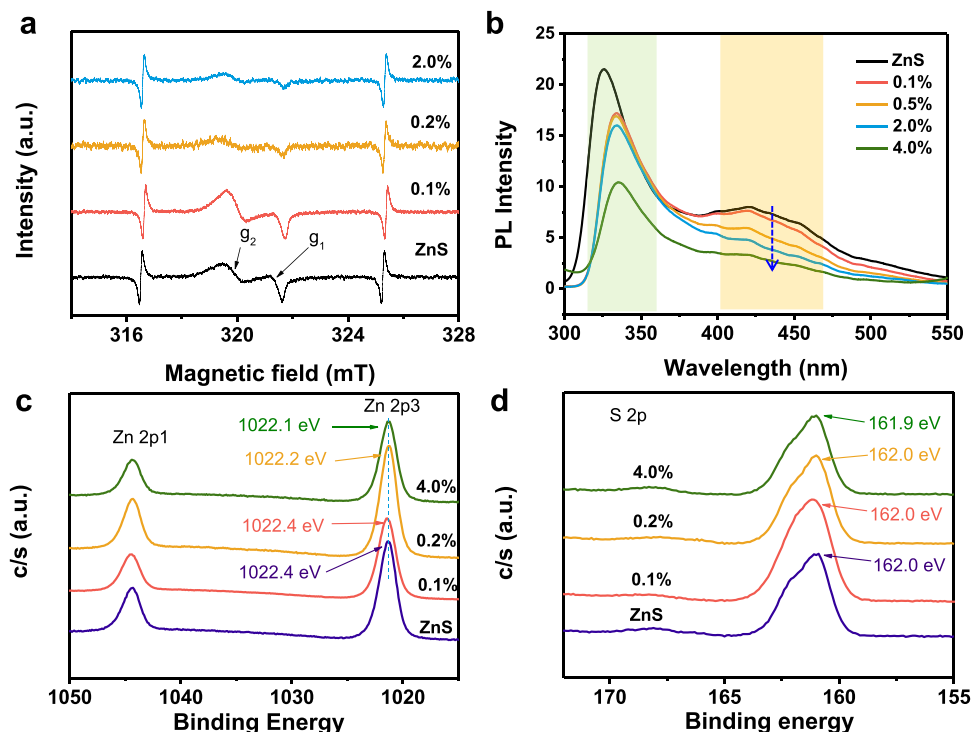 a
2.0%
0.2%
0.1%
g2
g1
ZnS
Intensity (a.u.)
316
320
324
328
Magnetic field (mT)
b
25
20
15
10
5
0
ZnS
0.1%
0.5%
2.0%
4.0%
PL Intensity
300
350
400
450
500
550
Wavelength (nm)
c
Zn 2p3
Zn 2p1
1022.1 eV
1022.2 eV
4.0%
1022.4 eV
0.2%
1022.4 eV
0.1%
ZnS
c/s (a.u.)
1050
1040
1030
1020
Binding Energy
d
S 2p
161.9 eV
4.0%
162.0 eV
0.2%
162.0 eV
0.1%
162.0 eV
ZnS
c/s (a.u.)
170
165
160
155
Binding energy